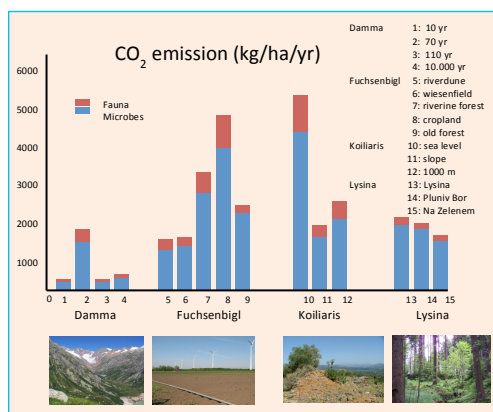 CO2 emission (kg/ha/yr)
Fauna
Microbes
Damma 1: 10 yr
2: 70 yr
3: 110 yr
4: 10.000 yr
Fuchsenbigl 5: riverdune
6: wiesenfield
7: riverine forest
8: cropland
9: old forest
Koiliaris 10: sea level
11: slope
12: 1000 m
Lysina 13: Lysina
14: Pluniv Bor
15: Na Zelenem
6000
5000
4000
3000
2000
1000
0 1 2 3 4 5 6 7 8 9 10 11 12 13 14 15
Damma Fuchsenbigl Koiliaris Lysina